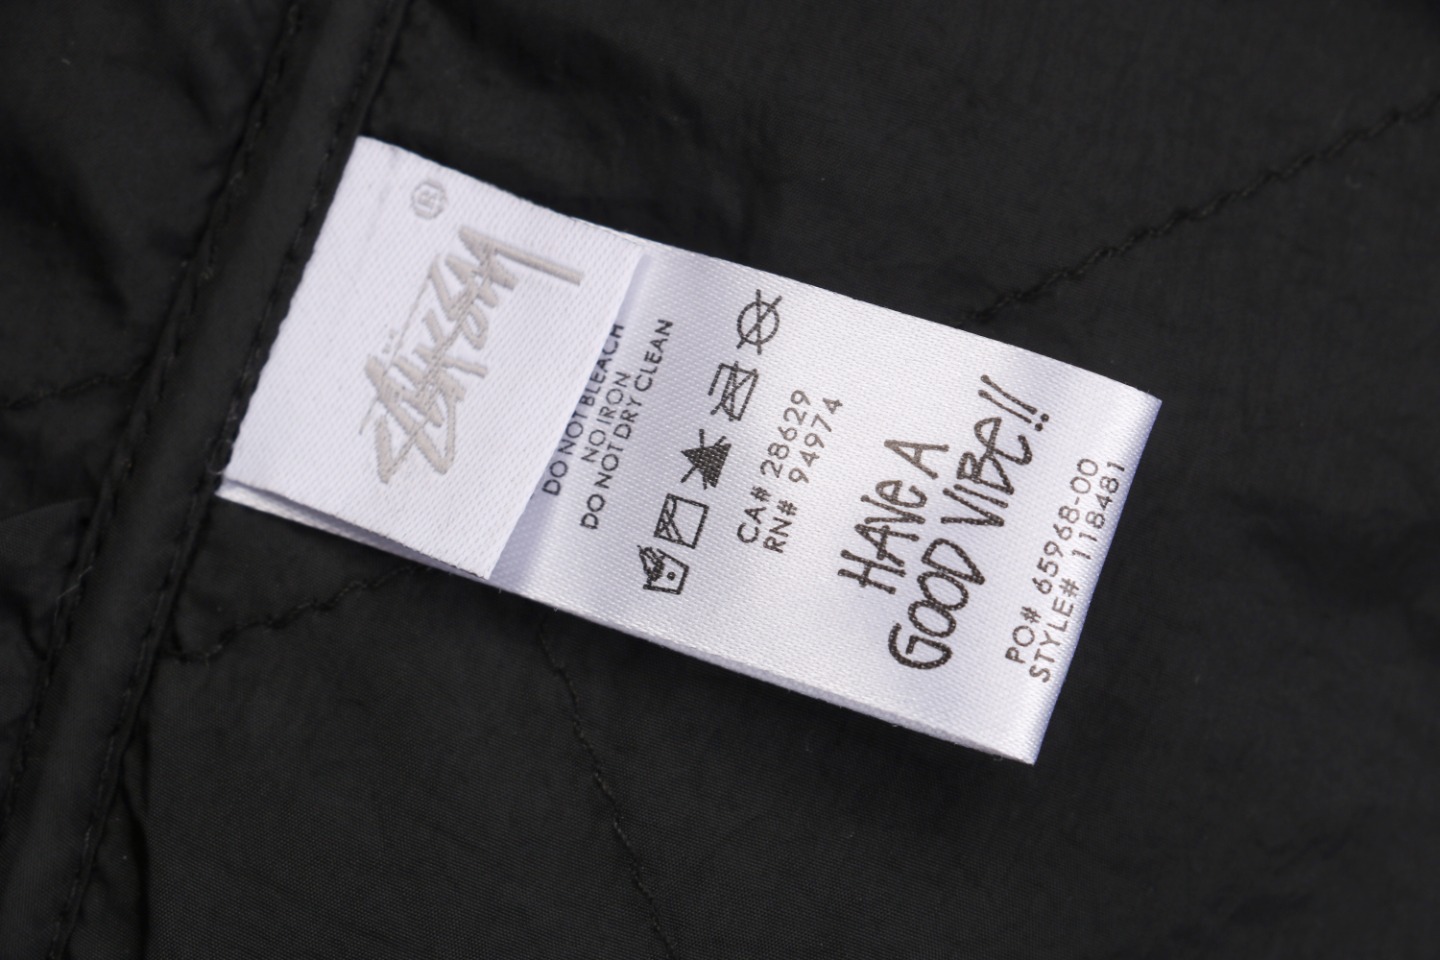 STÜSSY ®
DO NOT BLEACH
NO IRON
DO NOT DRY CLEAN
CA# 28629
RN# 94974
HAVE A
GOOD VIBE!!
PO# 65968-00
STYLE# 118481